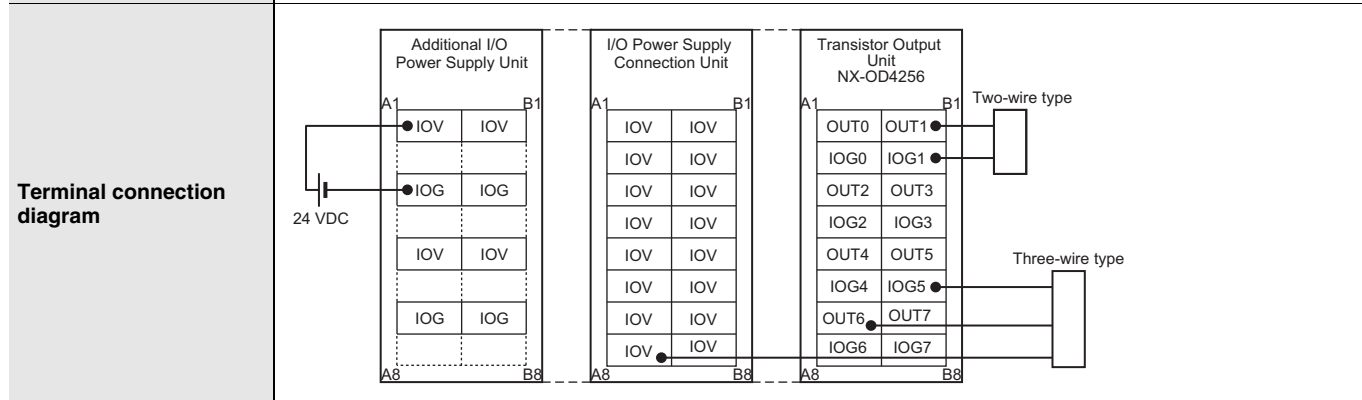 Terminal connection
diagram
Additional I/O
Power Supply Unit
I/O Power Supply
Connection Unit
Transistor Output
Unit
NX-OD4256
A1 B1
A1 B1
A1 B1
Two-wire type
IOV IOV
IOG IOG
IOV IOV
IOG IOG
A8 B8
24 VDC
IOV IOV
IOV IOV
IOV IOV
IOV IOV
IOV IOV
IOV IOV
IOV IOV
IOV IOV
A8 B8
OUT0 OUT1
IOG0 IOG1
OUT2 OUT3
IOG2 IOG3
OUT4 OUT5
IOG4 IOG5
OUT6 OUT7
IOG6 IOG7
A8 B8
Three-wire type